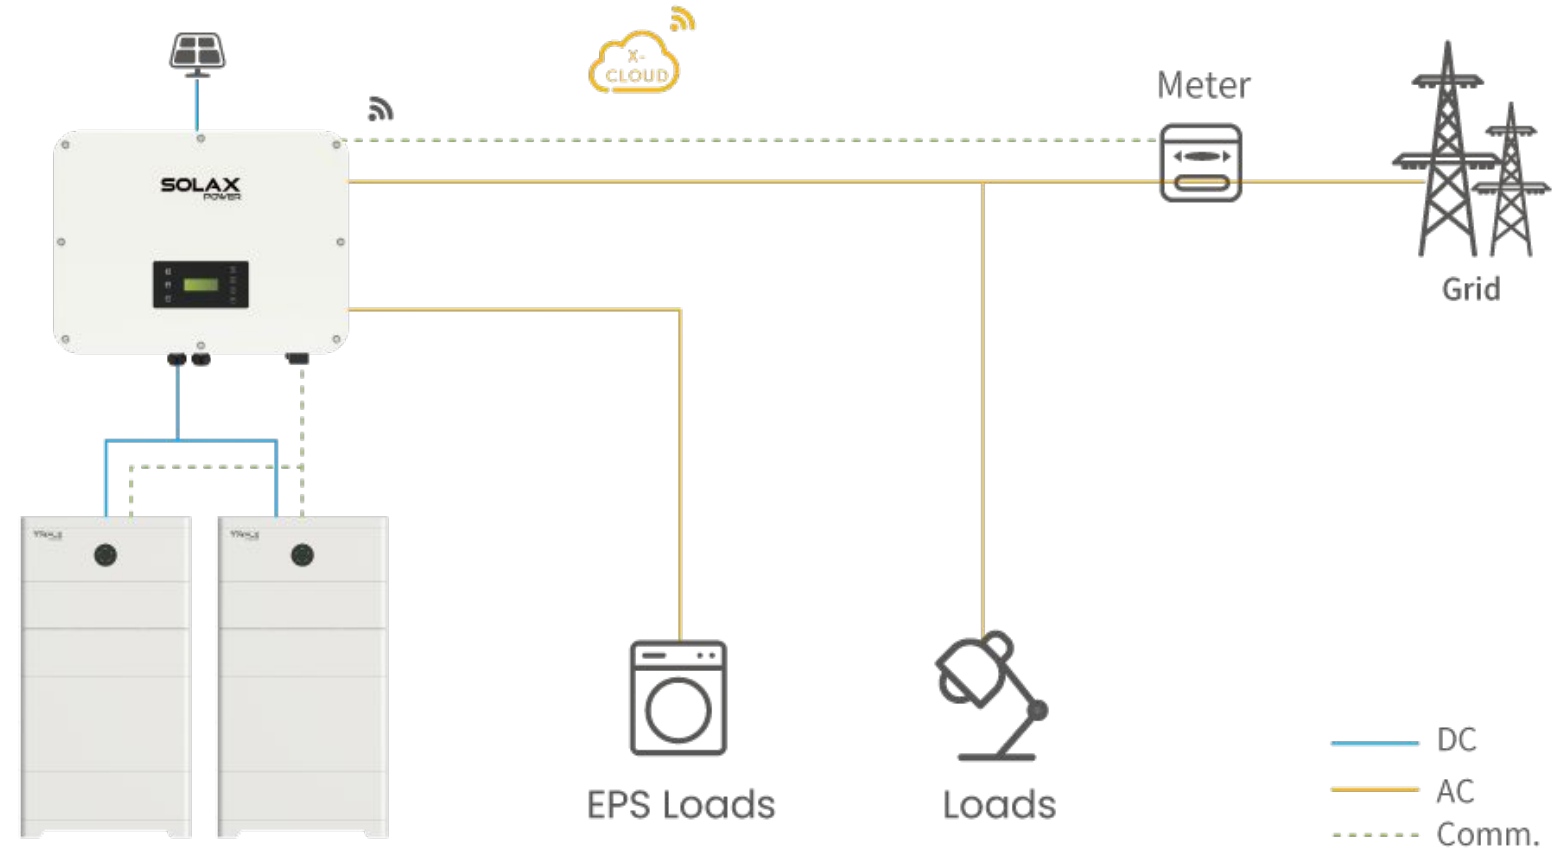 X-
CLOUD
Meter
SOLAX
POWER
Grid
EPS Loads
Loads
DC
AC
Comm.